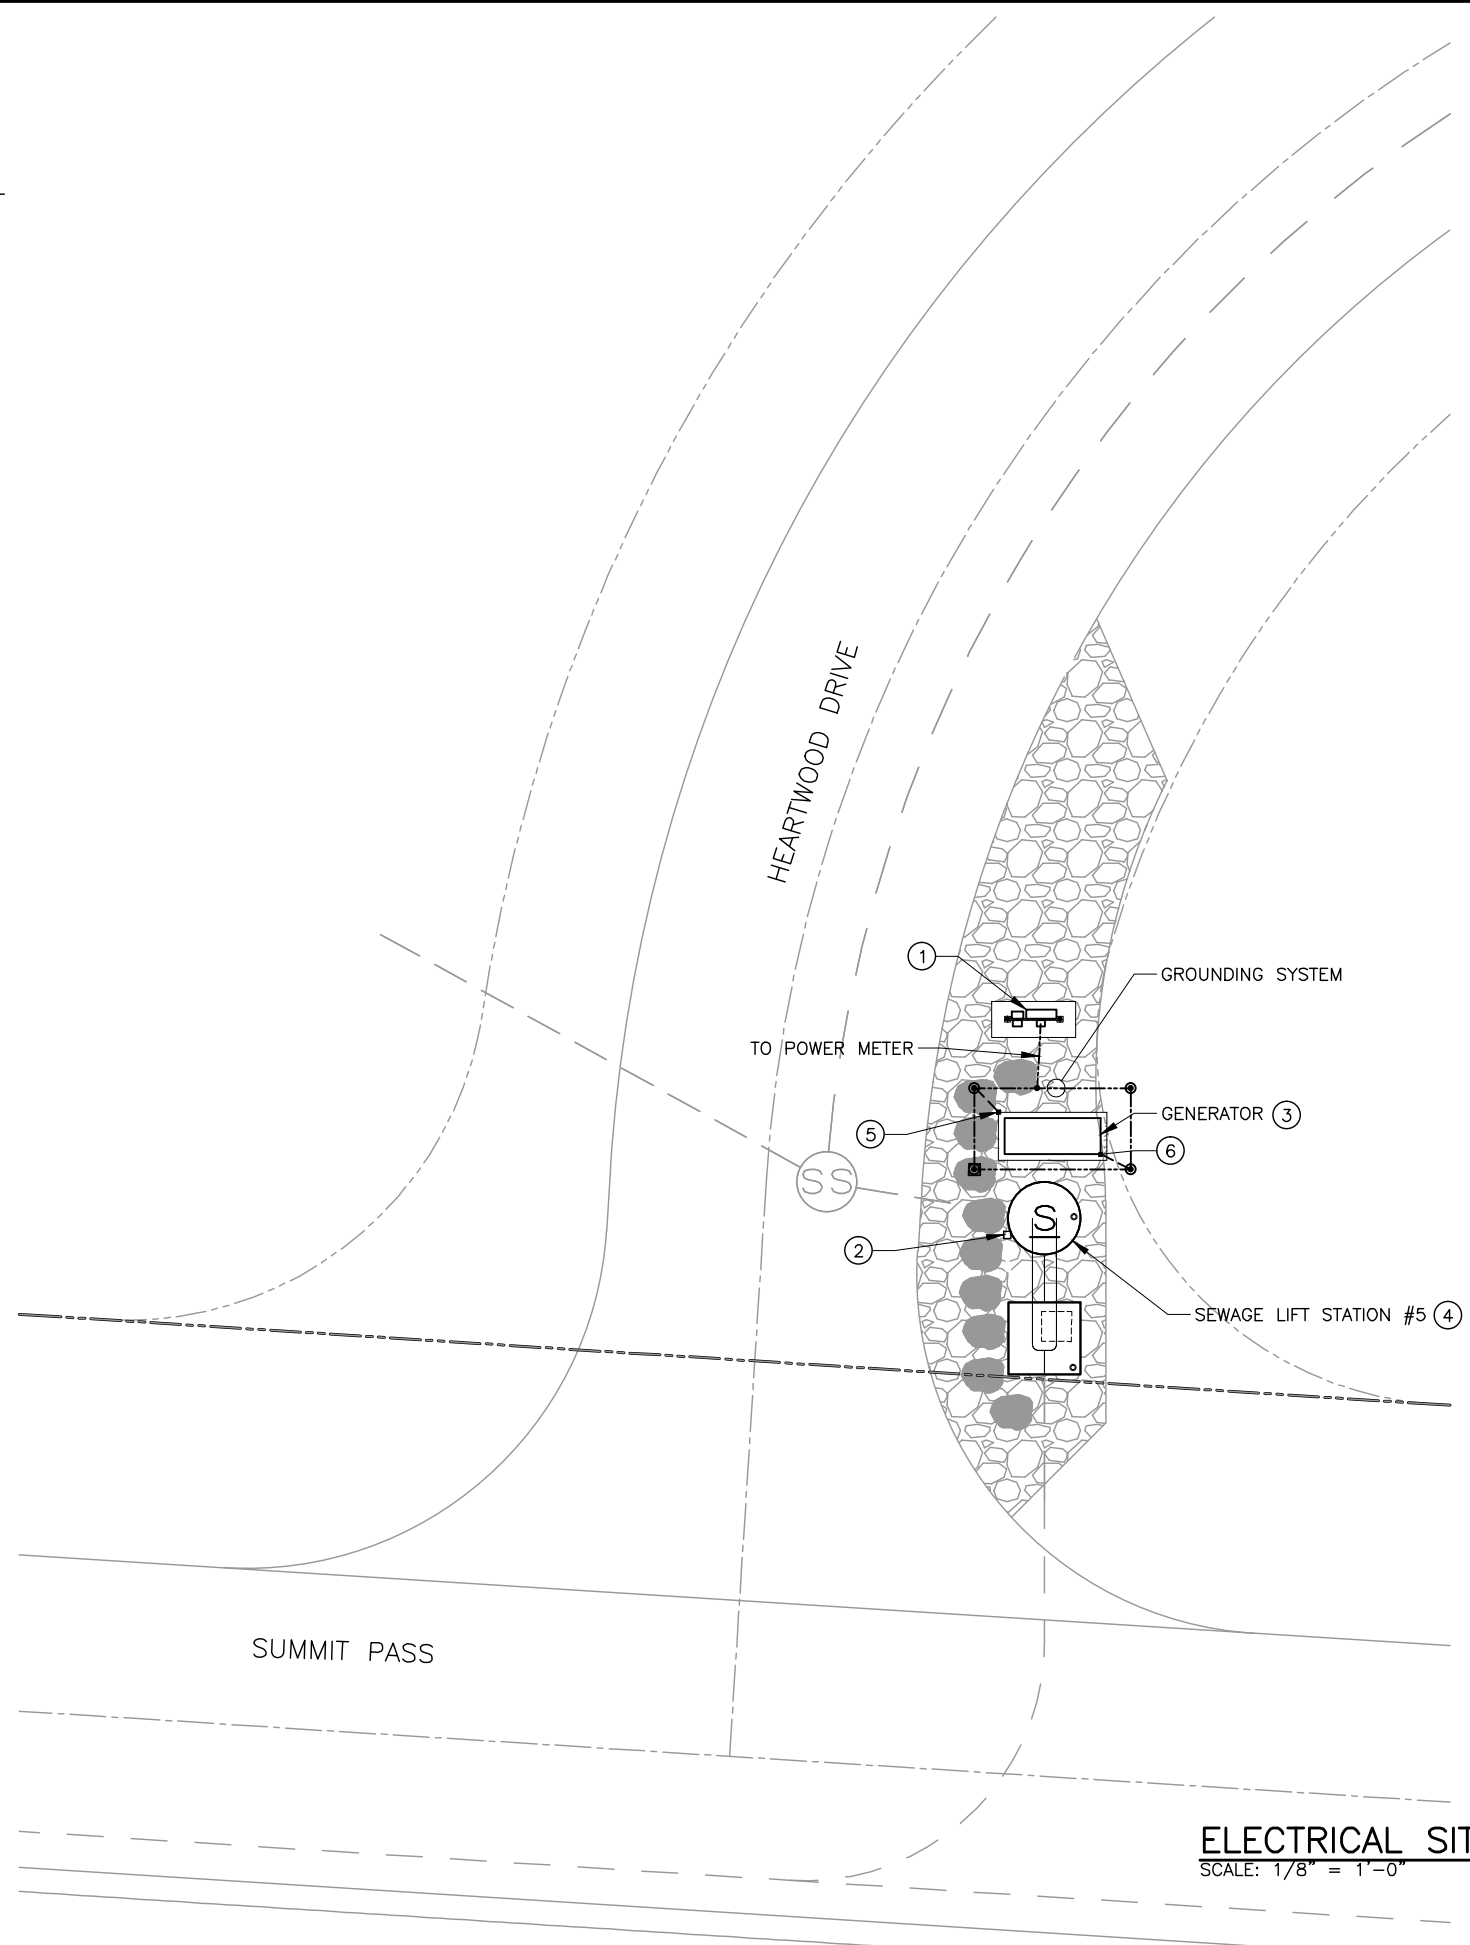 HEARTWOOD DRIVE
1
GROUNDING SYSTEM
TO POWER METER
GENERATOR 3
5
6
SS
S
2
SEWAGE LIFT STATION #5 4
SUMMIT PASS
ELECTRICAL SIT
SCALE: 1/8" = 1'-0"